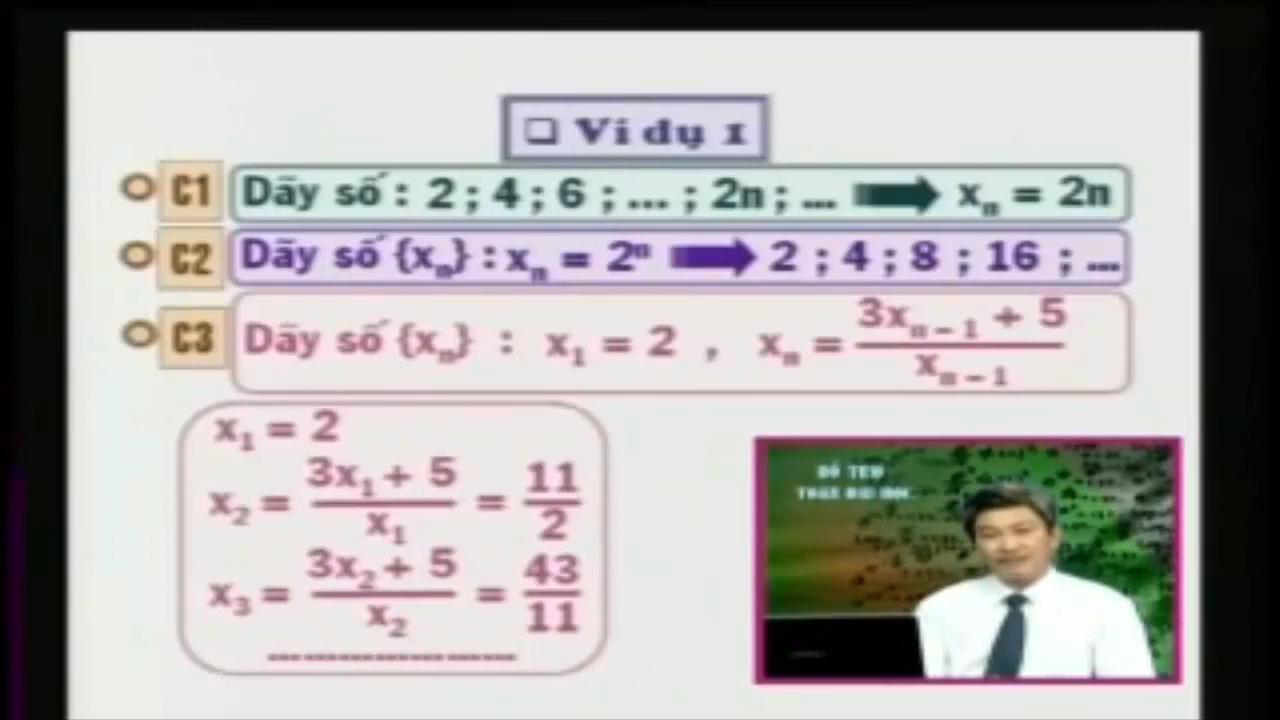 ❑ Ví dụ 1
C1 Dãy số : 2 ; 4 ; 6 ; ... ; 2n ; ... ➡ xₙ = 2n
C2 Dãy số {xₙ} : xₙ = 2ⁿ ➡ 2 ; 4 ; 8 ; 16 ; ...
C3 Dãy số {xₙ} : x₁ = 2 , xₙ = (3xₙ₋₁ + 5)/xₙ₋₁
x₁ = 2
x₂ = (3x₁ + 5)/x₁ = 11/2
x₃ = (3x₂ + 5)/x₂ = 43/11
-------------------